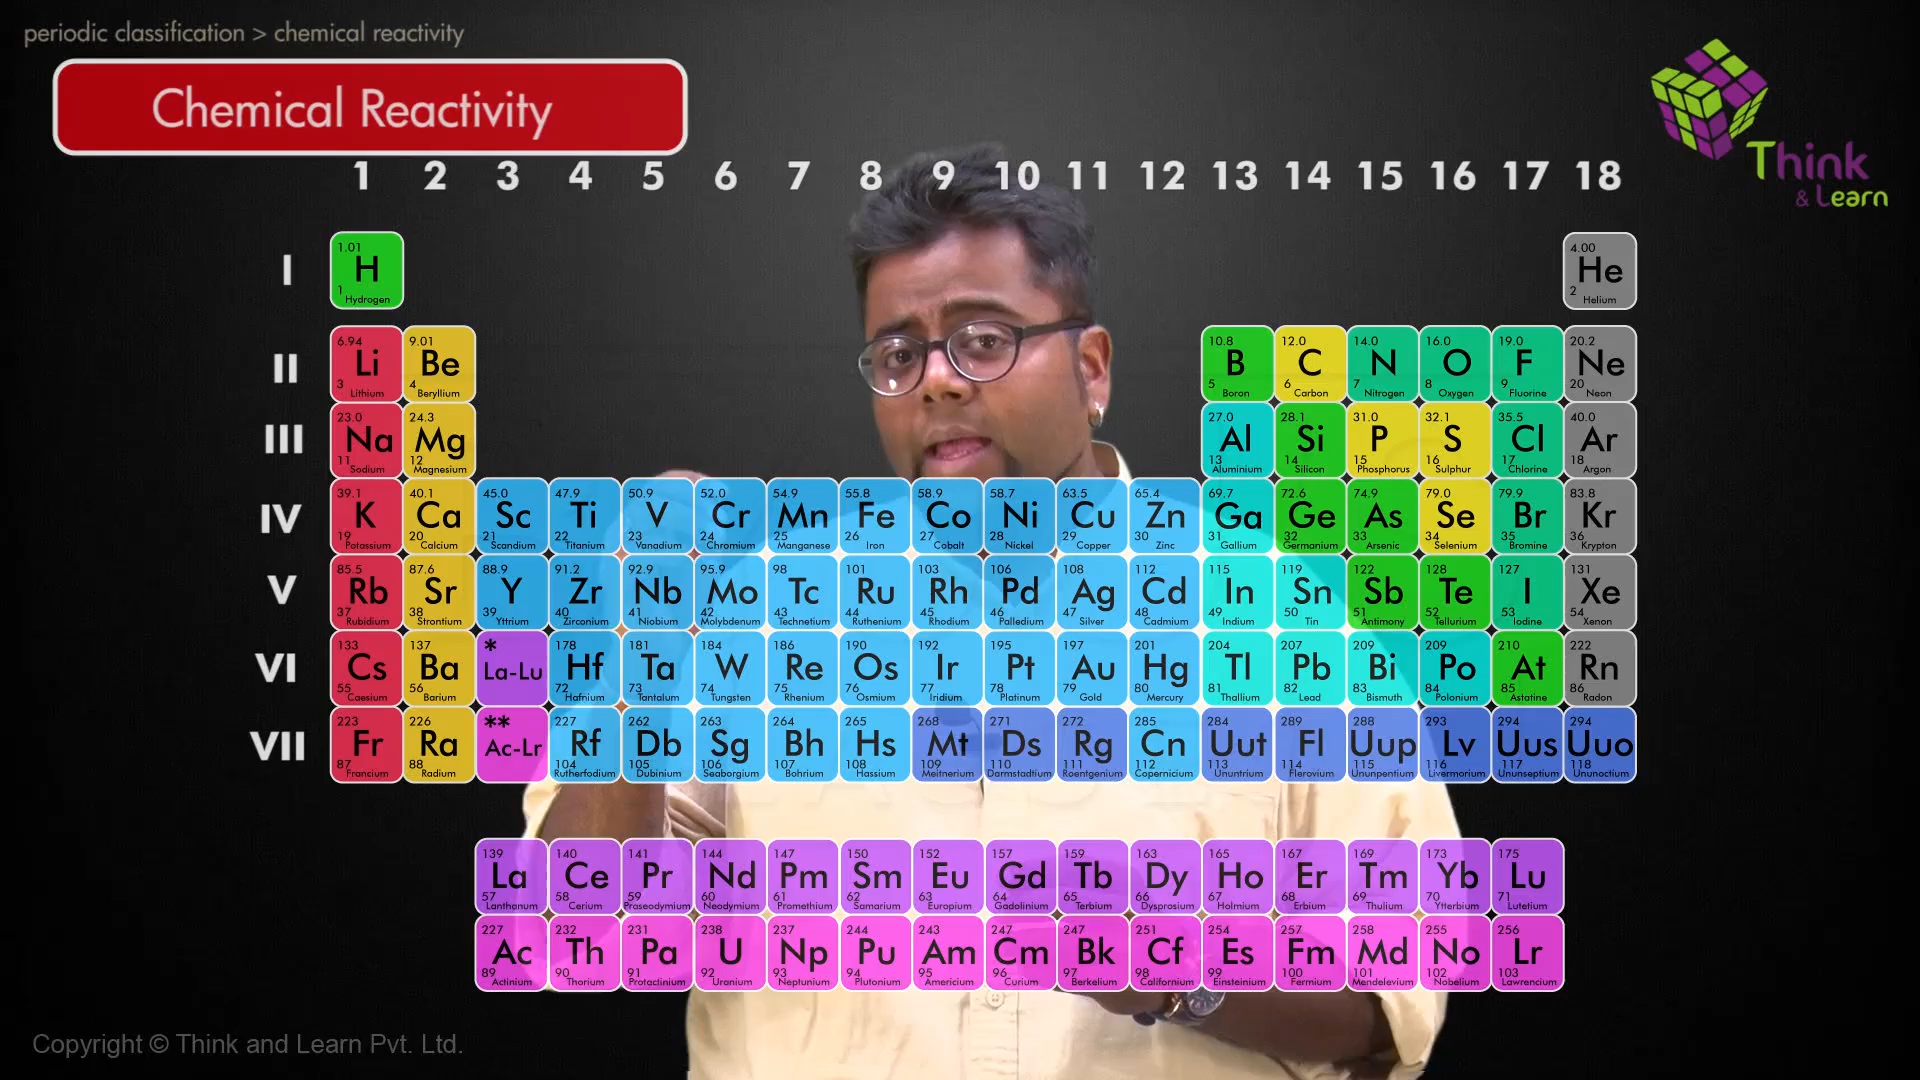 periodic classification > chemical reactivity
Chemical Reactivity
Think
& Learn
1 2 3 4 5 6 7 8 9 10 11 12 13 14 15 16 17 18
1.01 4.00
I H He
1 2
Hydrogen Helium
6.94 9.01 10.8 12.0 14.0 16.0 19.0 20.2
II Li Be B C N O F Ne
3 4 5 6 7 8 9 20
Lithium Beryllium Boron Carbon Nitrogen Oxygen Fluorine Neon
23.0 24.3 27.0 28.1 31.0 32.1 35.5 40.0
III Na Mg Al Si P S Cl Ar
11 12 13 14 15 16 17 18
Sodium Magnesium Aluminium Silicon Phosphorus Sulphur Chlorine Argon
39.1 40.1 45.0 47.9 50.9 52.0 54.9 55.8 58.9 58.7 63.5 65.4 69.7 72.6 74.9 79.0 79.9 83.8
IV K Ca Sc Ti V Cr Mn Fe Co Ni Cu Zn Ga Ge As Se Br Kr
19 20 21 22 23 24 25 26 27 28 29 30 31 32 33 34 35 36
Potassium Calcium Scandium Titanium Vanadium Chromium Manganese Iron Cobalt Nickel Copper Zinc Gallium Germanium Arsenic Selenium Bromine Krypton
85.5 87.6 88.9 91.2 92.9 95.9 98 101 103 106 108 112 115 119 122 128 127 131
V Rb Sr Y Zr Nb Mo Tc Ru Rh Pd Ag Cd In Sn Sb Te I Xe
37 38 39 40 41 42 43 44 45 46 47 48 49 50 51 52 53 54
Rubidium Strontium Yttrium Zirconium Niobium Molybdenum Technetium Ruthenium Rhodium Palledium Silver Cadmium Indium Tin Antimony Tellurium Iodine Xenon
133 137 * 178 181 184 186 190 192 195 197 201 204 207 209 209 210 222
VI Cs Ba La-Lu Hf Ta W Re Os Ir Pt Au Hg Tl Pb Bi Po At Rn
55 56 72 73 74 75 76 77 78 79 80 81 82 83 84 85 86
Caesium Barium Hafnium Tantalum Tungsten Rhenium Osmium Iridium Platinum Gold Mercury Thallium Lead Bismuth Polonium Astatine Radon
223 226 ** 227 262 263 264 265 268 271 272 285 284 289 288 293 294 294
VII Fr Ra Ac-Lr Rf Db Sg Bh Hs Mt Ds Rg Cn Uut Fl Uup Lv Uus Uuo
87 88 104 105 106 107 108 109 110 111 112 113 114 115 116 117 118
Francium Radium Rutherfodium Dubinium Seaborgium Bohrium Hassium Meitnerium Darmstadtium Roentgenium Copernicium Ununtrium Flerovium Ununpentium Livermorium Ununseptium Ununoctium
139 140 141 144 147 150 152 157 159 163 165 167 169 173 175
La Ce Pr Nd Pm Sm Eu Gd Tb Dy Ho Er Tm Yb Lu
57 58 59 60 61 62 63 64 65 66 67 68 69 70 71
Lanthanum Cerium Praseodymium Neodymium Promethium Samarium Europium Gadolinium Terbium Dysprosium Holmium Erbium Thulium Ytterbium Lutetium
227 232 231 238 237 244 243 247 247 251 254 257 258 255 256
Ac Th Pa U Np Pu Am Cm Bk Cf Es Fm Md No Lr
89 90 91 92 93 94 95 96 97 98 99 100 101 102 103
Actinium Thorium Protactinium Uranium Neptunium Plutonium Americium Curium Berkelium Californium Einsteinium Fermium Mendelevium Nobelium Lawrencium
Copyright © Think and Learn Pvt. Ltd.